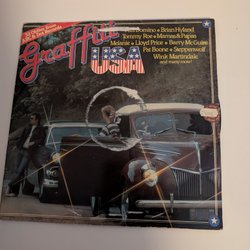 Graffiti
USA
Fats Domino • Brian Hyland
Tommy Roe • Mamas & Papas
Melanie • Lloyd Price • Barry McGuire
Pat Boone • Steppenwolf
Wink Martindale
and many more!